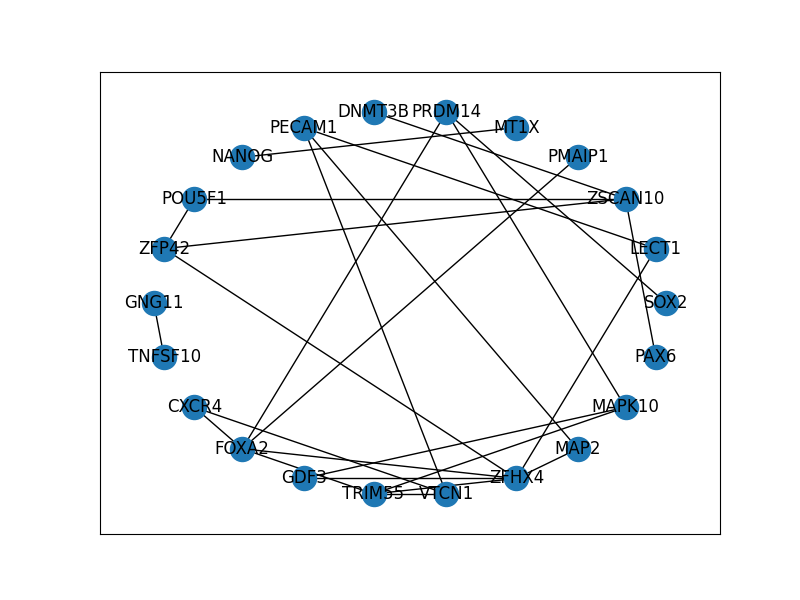 DNMT3B PRDM14
PECAM1 MT1X
NANOG PMAIP1
POU5F1 ZSCAN10
ZFP42 LECT1
GNG11 SOX2
TNFSF10 PAX6
CXCR4 MAPK10
FOXA2 MAP2
GDF3 ZFHX4
TRIM55 VTCN1